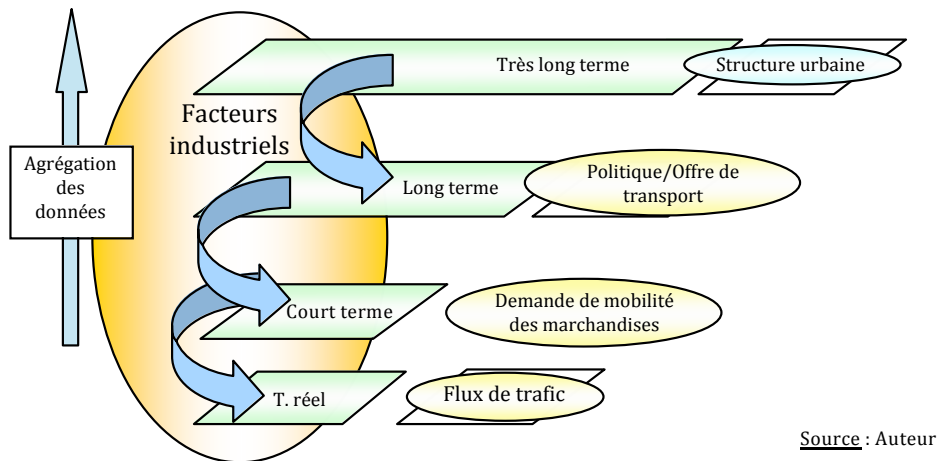 Très long terme
Structure urbaine
Facteurs
industriels
Agrégation
des
données
Long terme
Politique/Offre de
transport
Court terme
Demande de mobilité
des marchandises
T. réel
Flux de trafic
Source : Auteur